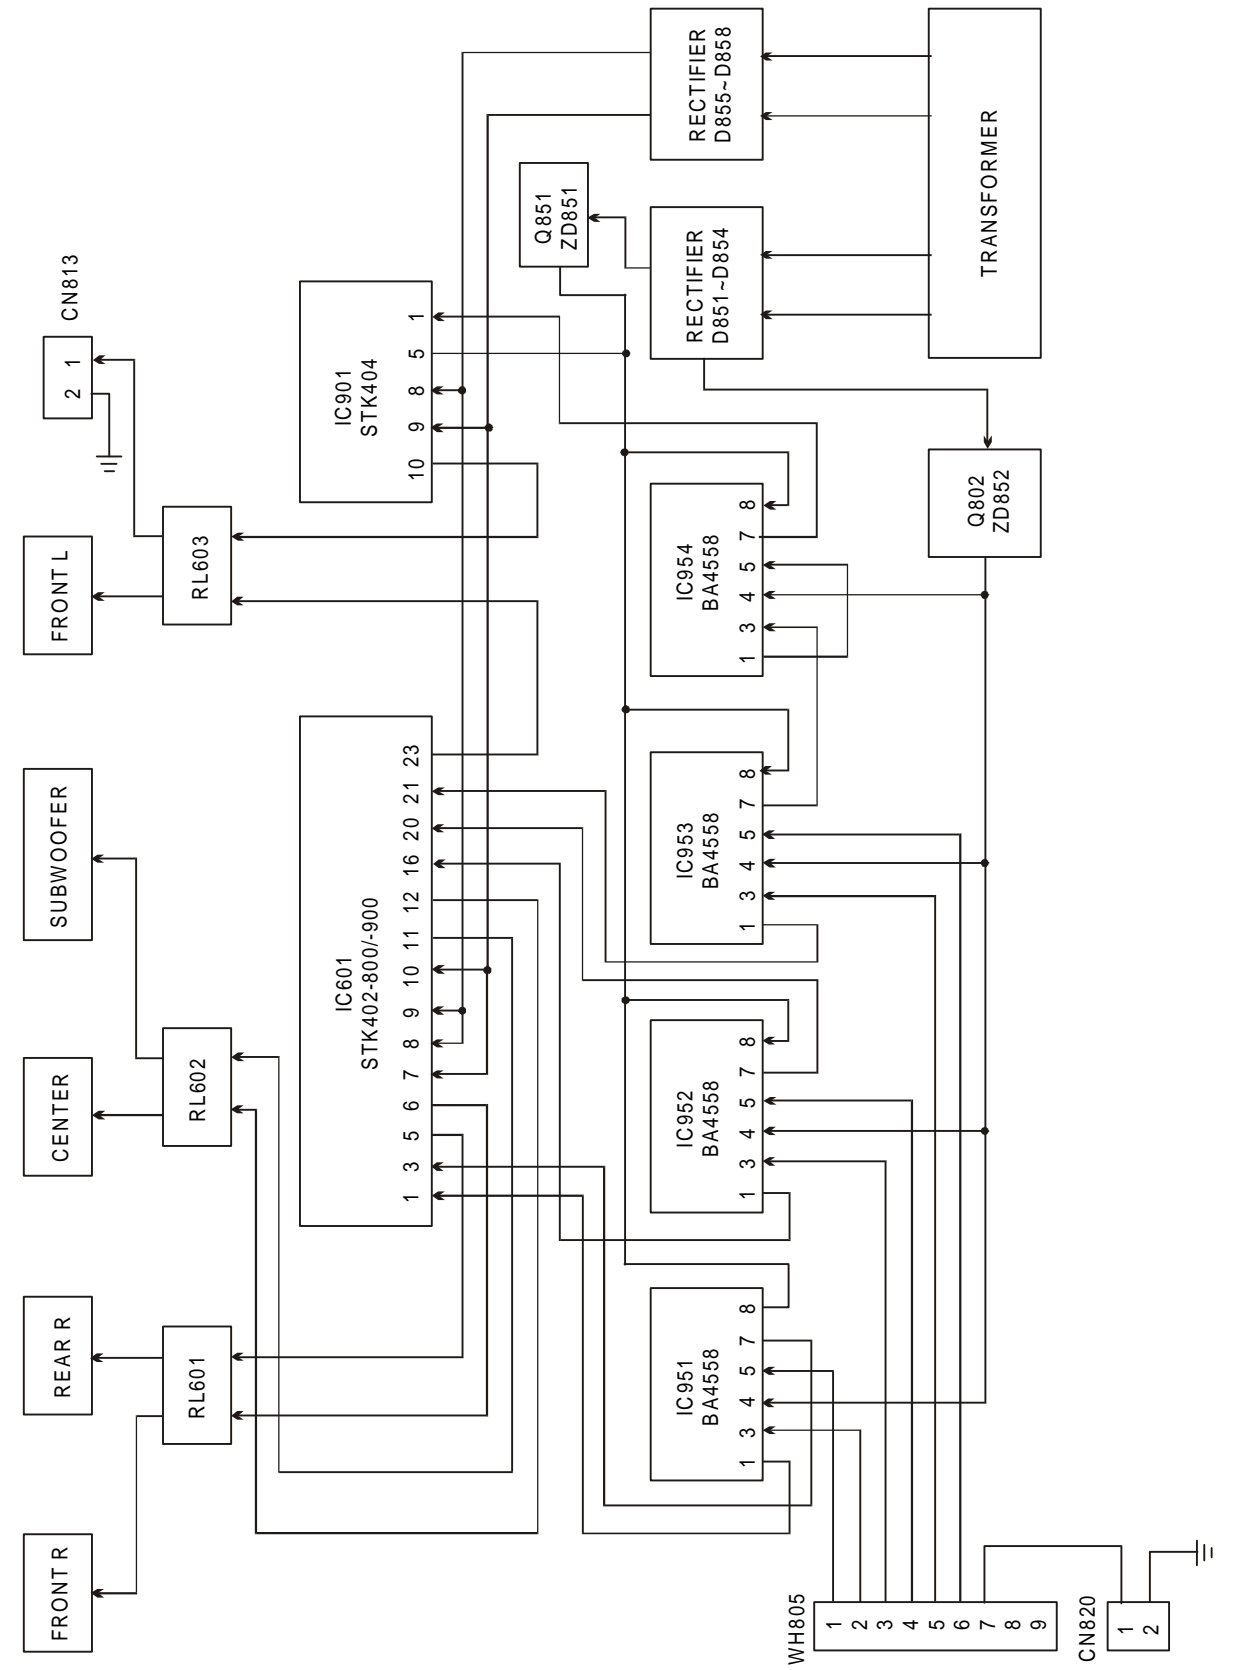 FRONT R
REAR R
CENTER
SUBWOOFER
FRONT L
CN813
2 1
RL601
RL602
RL603
IC601
STK402-800/-900
1 3 5 6 7 8 9 10 11 12 16 20 21 23
IC901
STK404
10 9 8 5 1
Q851
ZD851
IC951
BA4558
1 3 4 5 7 8
IC952
BA4558
1 3 4 5 7 8
IC953
BA4558
1 3 4 5 7 8
IC954
BA4558
1 3 4 5 7 8
RECTIFIER
D851~D854
RECTIFIER
D855~D858
WH805
1
2
3
4
5
6
7
8
9
Q802
ZD852
TRANSFORMER
CN820
1
2